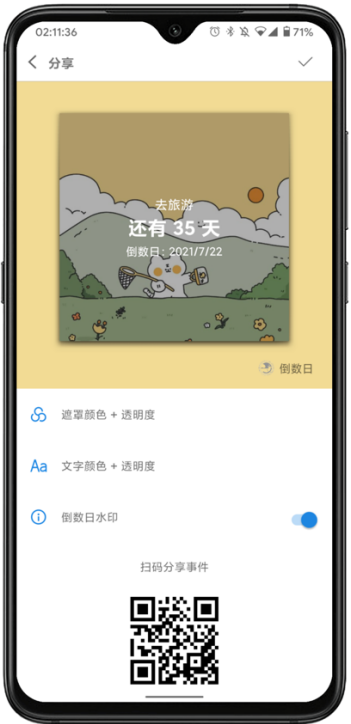 02:11:36
71%
分享
去旅游
还有 35 天
倒数日: 2021/7/22
倒数日
遮罩颜色 + 透明度
Aa 文字颜色 + 透明度
倒数日水印
扫码分享事件